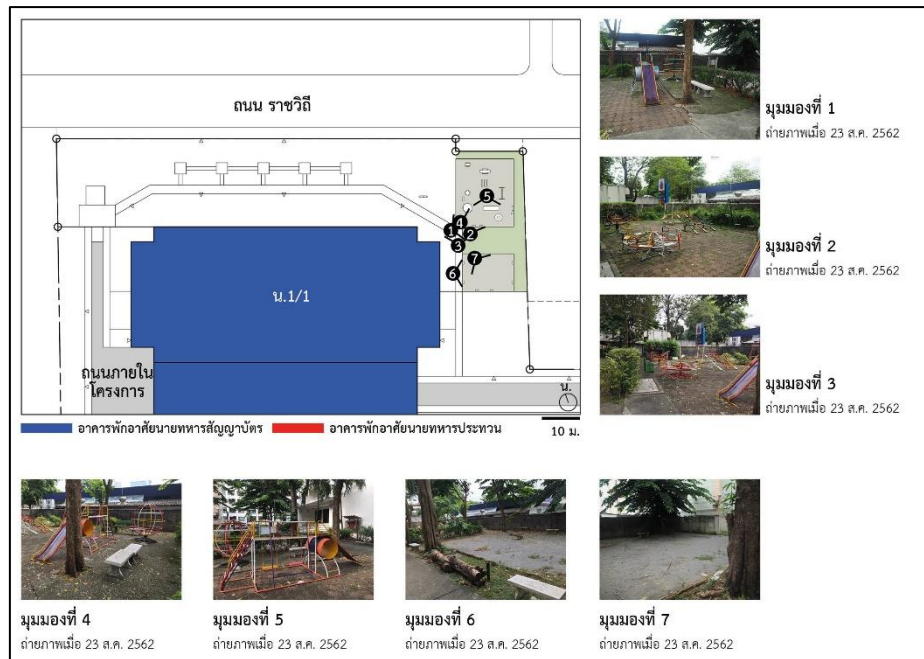 ถนน ราชวิถี
5
4
1
2
3
7
6
น.1/1
ถนนภายใน
โครงการ
น.
อาคารพักอาศัยนายทหารสัญญาบัตร
อาคารพักอาศัยนายทหารประทวน
10 ม.
มุมมองที่ 1
ถ่ายภาพเมื่อ 23 ส.ค. 2562
มุมมองที่ 2
ถ่ายภาพเมื่อ 23 ส.ค. 2562
มุมมองที่ 3
ถ่ายภาพเมื่อ 23 ส.ค. 2562
มุมมองที่ 4
ถ่ายภาพเมื่อ 23 ส.ค. 2562
มุมมองที่ 5
ถ่ายภาพเมื่อ 23 ส.ค. 2562
มุมมองที่ 6
ถ่ายภาพเมื่อ 23 ส.ค. 2562
มุมมองที่ 7
ถ่ายภาพเมื่อ 23 ส.ค. 2562